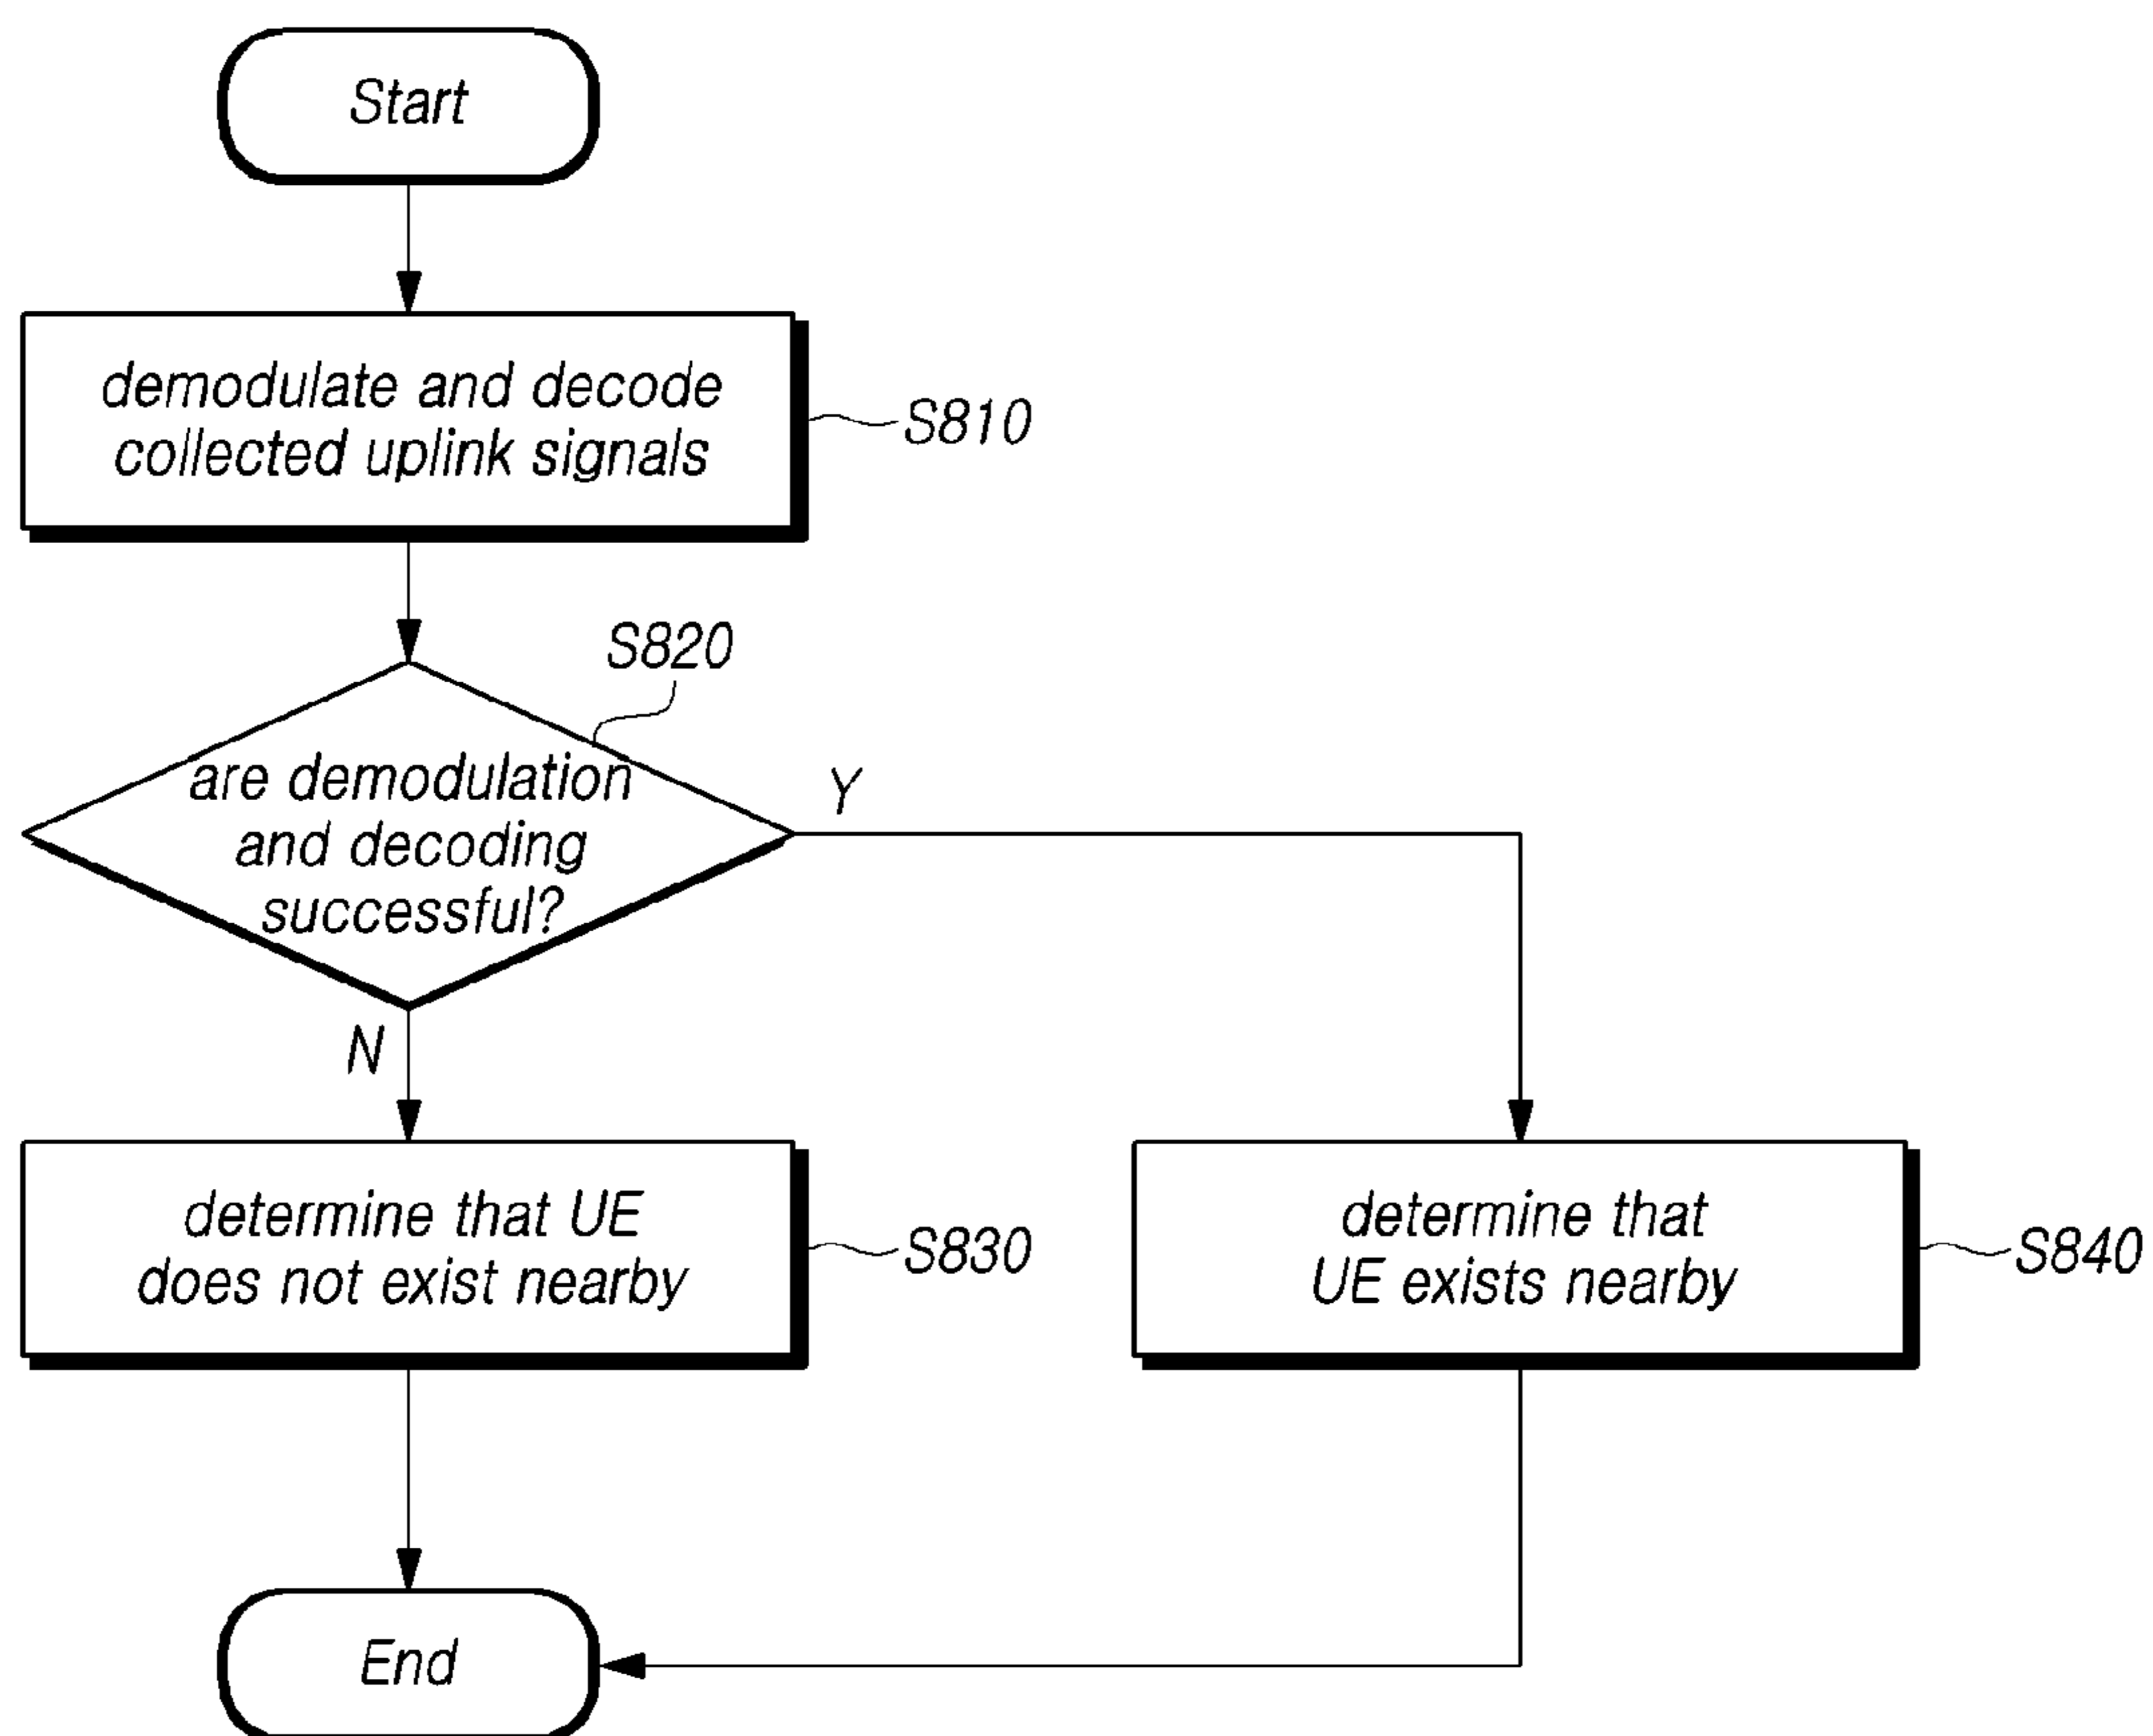 Start
demodulate and decode
collected uplink signals
S810
S820
are demodulation
and decoding
successful?
Y
N
determine that UE
does not exist nearby
S830
determine that
UE exists nearby
S840
End